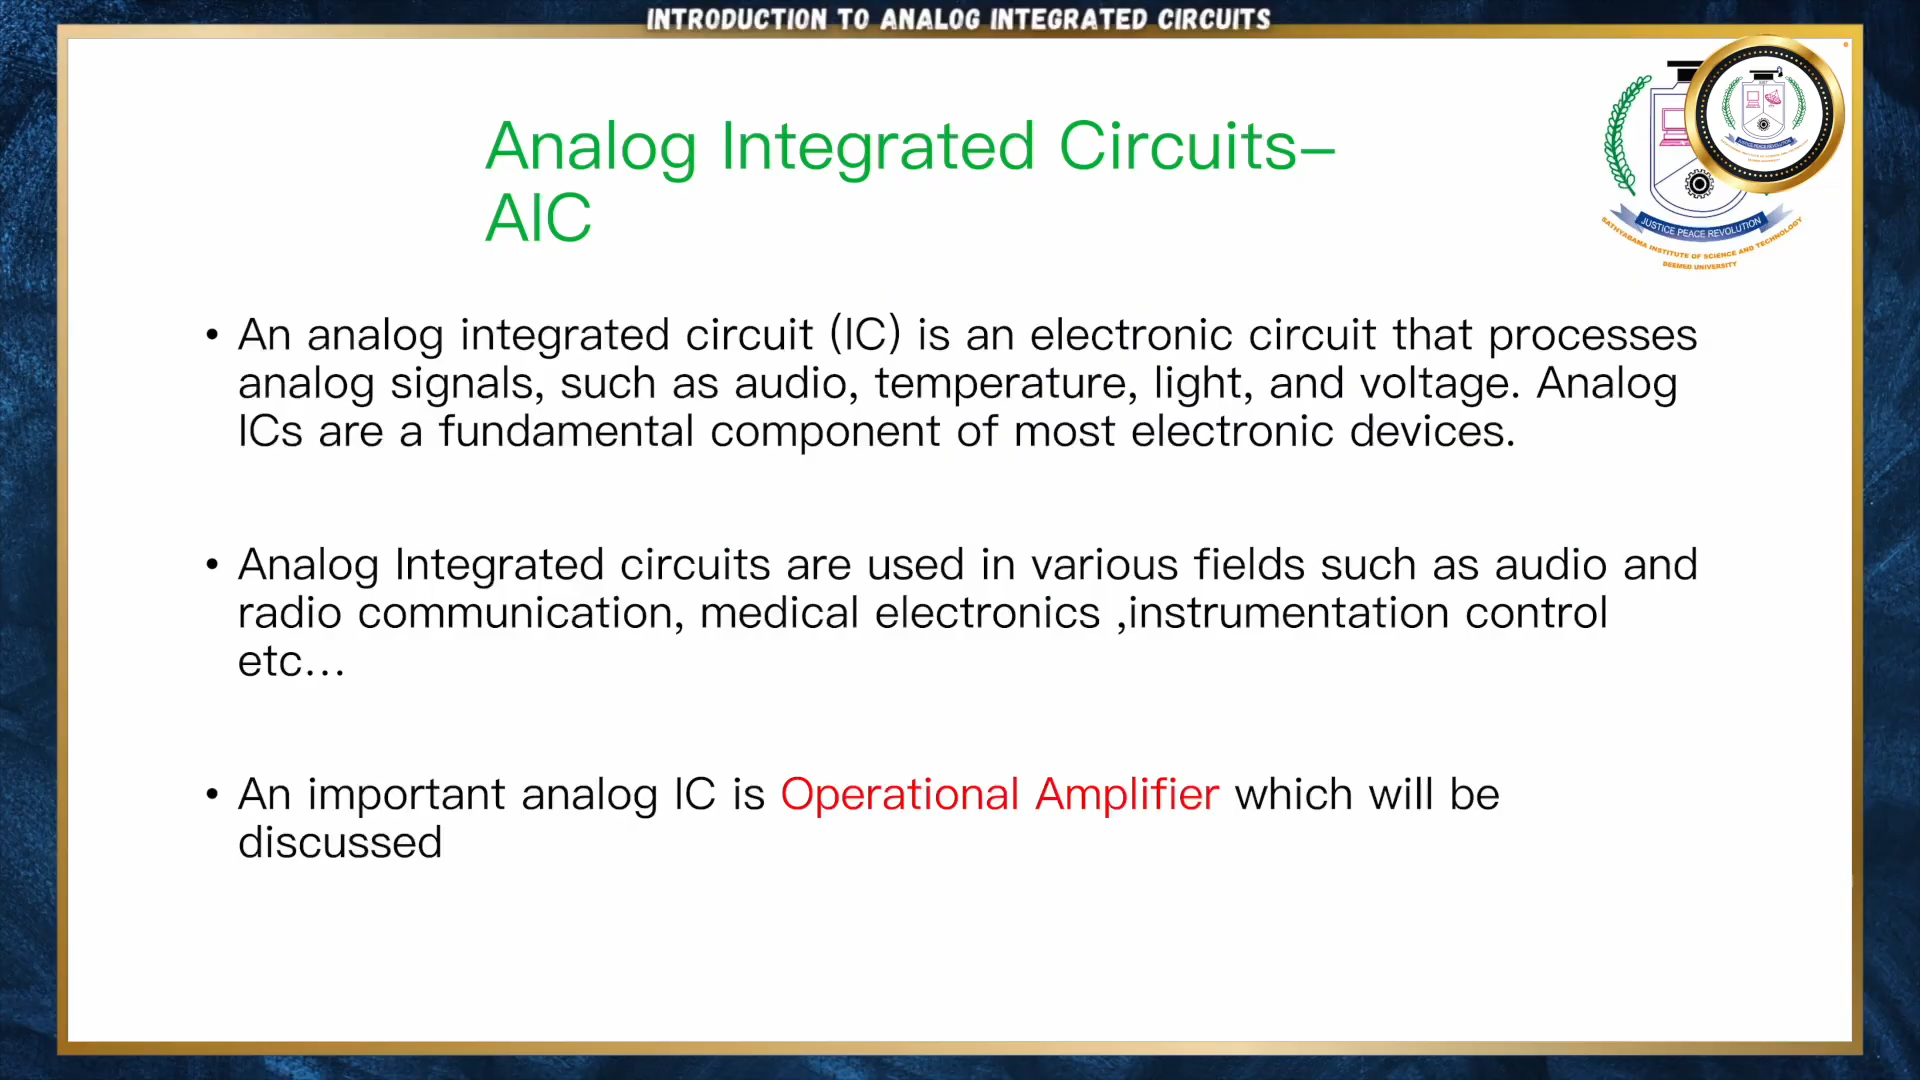 INTRODUCTION TO ANALOG INTEGRATED CIRCUITS
Analog Integrated Circuits–
AIC
JUSTICE PEACE REVOLUTION
SATHYABAMA INSTITUTE OF SCIENCE AND TECHNOLOGY
DEEMED UNIVERSITY
JUSTICE PEACE REVOLUTION
• An analog integrated circuit (IC) is an electronic circuit that processes
analog signals, such as audio, temperature, light, and voltage. Analog
ICs are a fundamental component of most electronic devices.
• Analog Integrated circuits are used in various fields such as audio and
radio communication, medical electronics ,instrumentation control
etc...
• An important analog IC is Operational Amplifier which will be
discussed